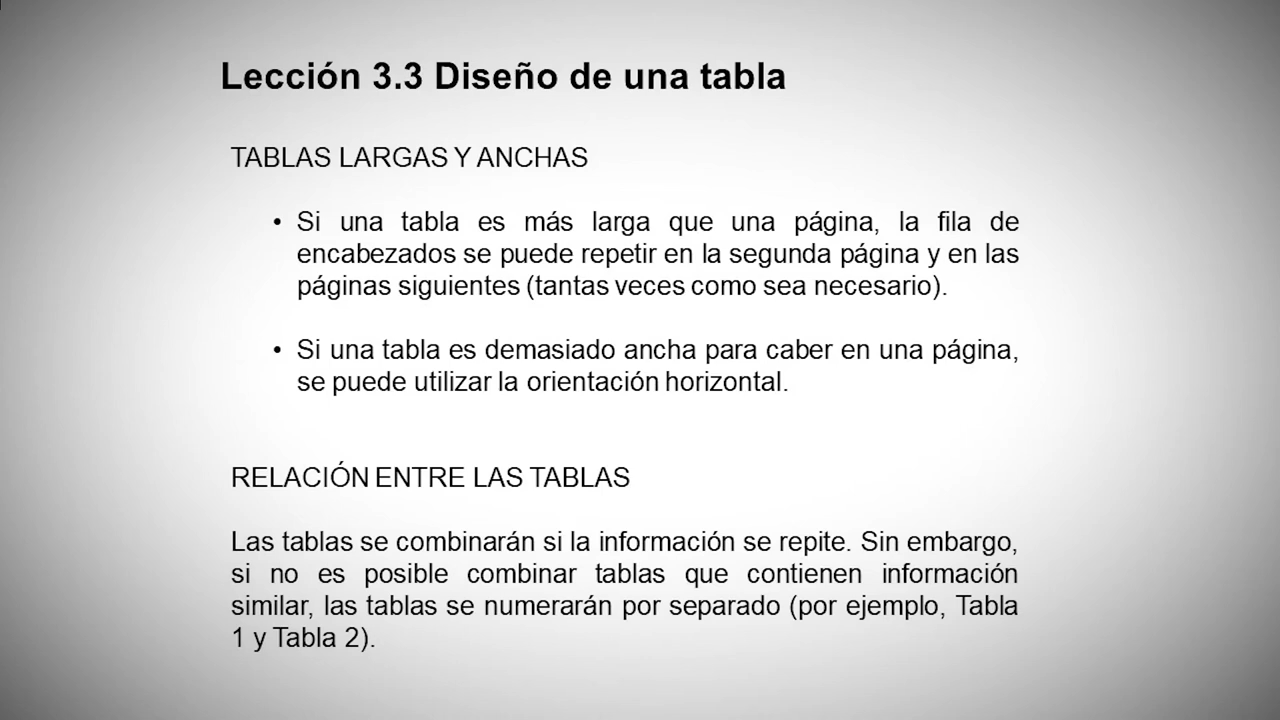 Lección 3.3 Diseño de una tabla
TABLAS LARGAS Y ANCHAS
• Si una tabla es más larga que una página, la fila de
encabezados se puede repetir en la segunda página y en las
páginas siguientes (tantas veces como sea necesario).
• Si una tabla es demasiado ancha para caber en una página,
se puede utilizar la orientación horizontal.
RELACIÓN ENTRE LAS TABLAS
Las tablas se combinarán si la información se repite. Sin embargo,
si no es posible combinar tablas que contienen información
similar, las tablas se numerarán por separado (por ejemplo, Tabla
1 y Tabla 2).